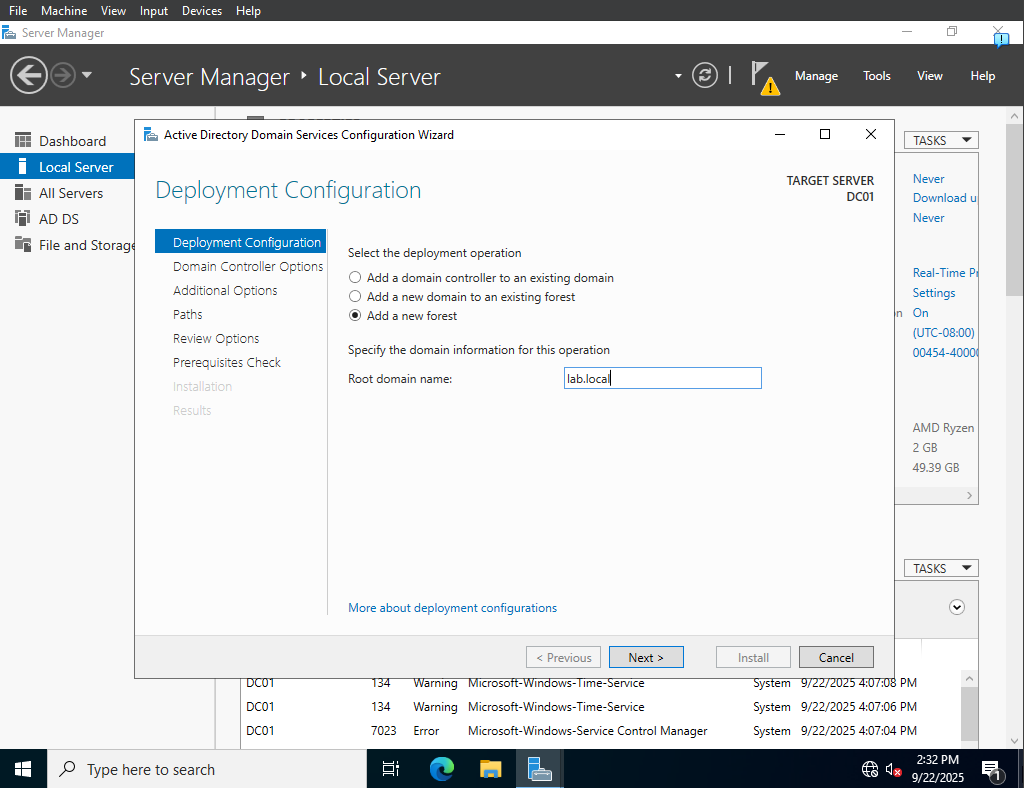 File Machine View Input Devices Help
Server Manager
Server Manager Local Server
Manage Tools View Help
Dashboard
Local Server
All Servers
AD DS
File and Storage
Active Directory Domain Services Configuration Wizard
Deployment Configuration
TARGET SERVER
DC01
Deployment Configuration
Domain Controller Options
Additional Options
Paths
Review Options
Prerequisites Check
Installation
Results
Select the deployment operation
Add a domain controller to an existing domain
Add a new domain to an existing forest
Add a new forest
Specify the domain information for this operation
Root domain name: lab.local
More about deployment configurations
< Previous Next > Install Cancel
TASKS
Never
Download u
Never
Real-Time Pr
Settings
On
(UTC-08:00)
00454-40000
AMD Ryzen
2 GB
49.39 GB
TASKS
DC01 134 Warning Microsoft-Windows-Time-Service System 9/22/2025 4:07:08 PM
DC01 134 Warning Microsoft-Windows-Time-Service System 9/22/2025 4:07:06 PM
DC01 7023 Error Microsoft-Windows-Service Control Manager System 9/22/2025 4:07:04 PM
Type here to search
2:32 PM
9/22/2025
1